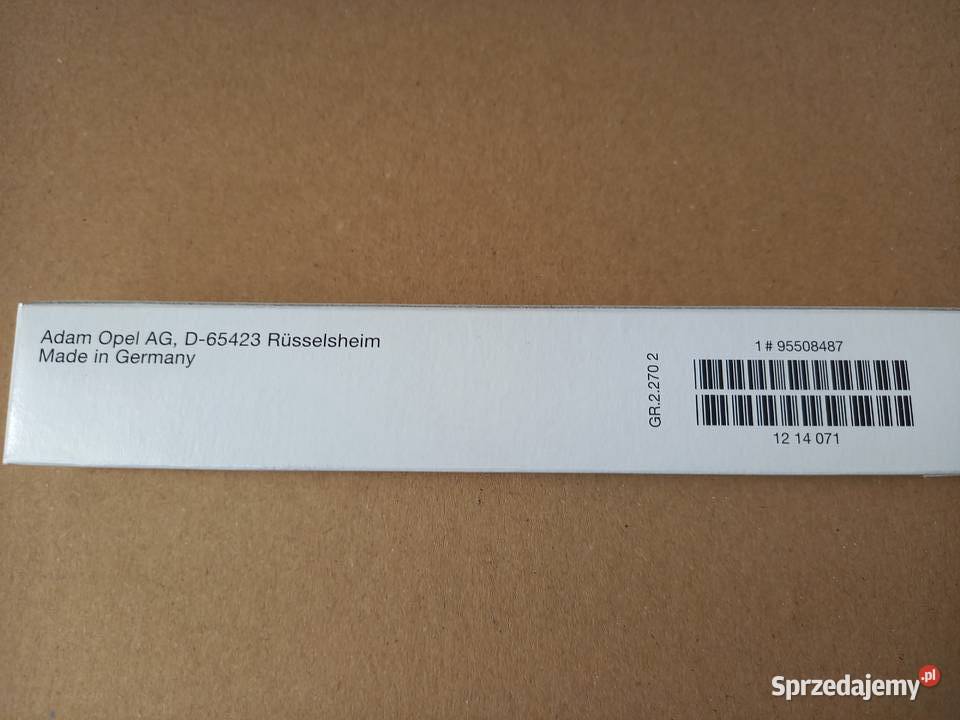 Adam Opel AG, D-65423 Rüsselsheim
Made in Germany
GR.2.270 2
1 # 95508487
12 14 071
Sprzedajemy.pl